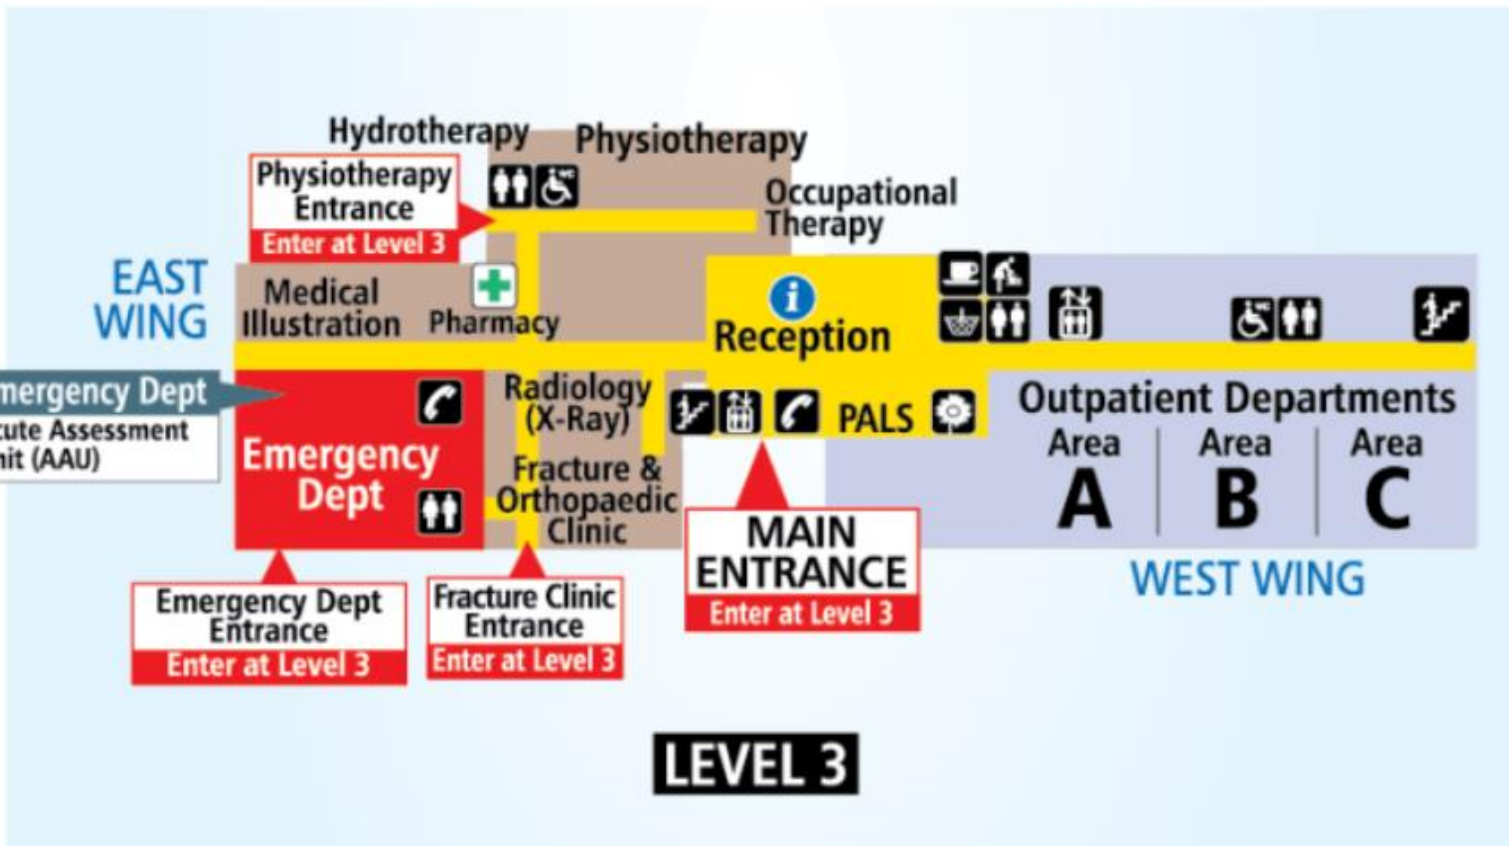 Hydrotherapy
Physiotherapy
Physiotherapy
Entrance
Enter at Level 3
Occupational
Therapy
EAST
WING
Medical
Illustration
Pharmacy
i
Reception
mergency Dept
cute Assessment
nit (AAU)
Emergency
Dept
Radiology
(X-Ray)
Fracture &
Orthopaedic
Clinic
PALS
WC
Outpatient Departments
Area
A
Area
B
Area
C
MAIN
ENTRANCE
Enter at Level 3
WEST WING
Emergency Dept
Entrance
Enter at Level 3
Fracture Clinic
Entrance
Enter at Level 3
LEVEL 3